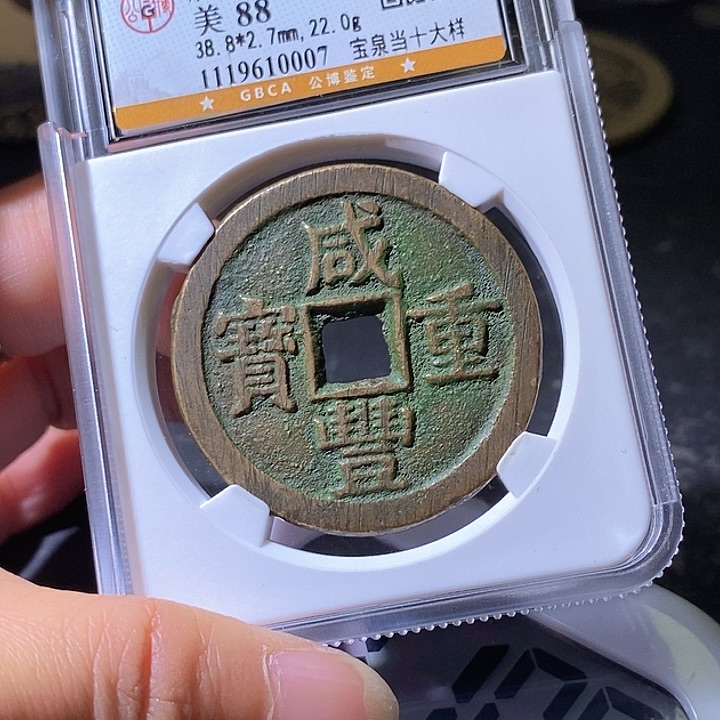 美 88
38.8*2.7mm, 22.0g
1119610007 宝泉当十大样
★ GBCA 公博鉴定 ★
咸
豐
重
寶